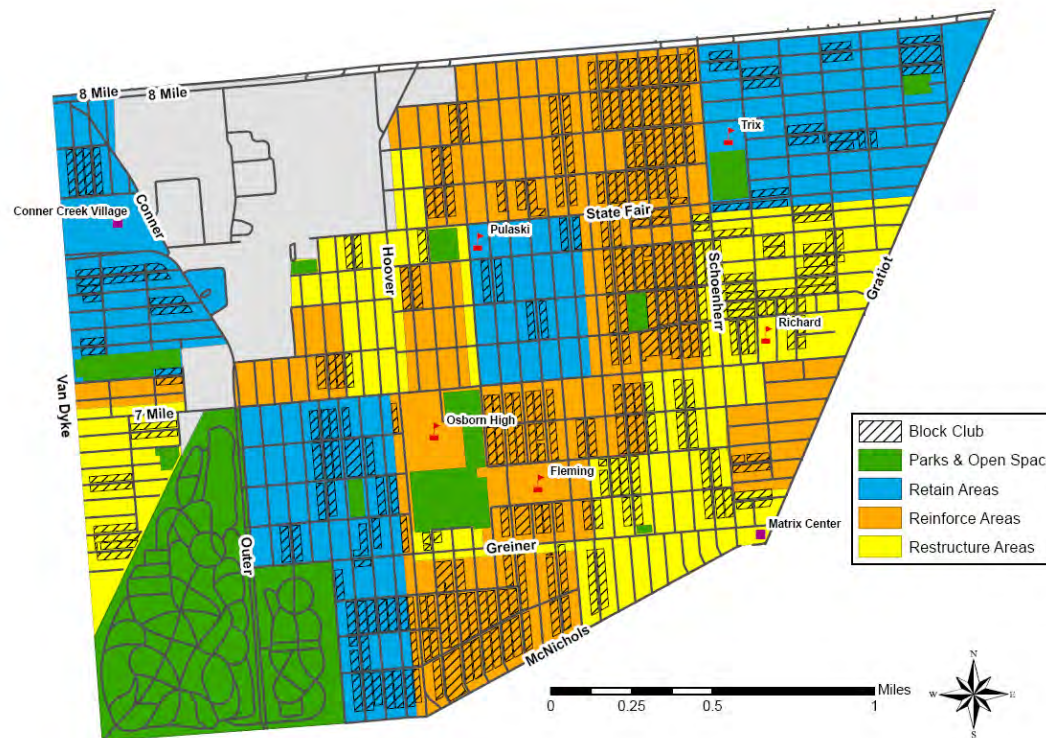 8 Mile
8 Mile
Trix
Conner Creek Village
Conner
State Fair
Pulaski
Hoover
Schoenherr
Gratiot
Richard
Van Dyke
7 Mile
Osborn High
Fleming
Matrix Center
Outer
Greiner
McNichols
Block Club
Parks & Open Spac
Retain Areas
Reinforce Areas
Restructure Areas
Miles
0 0.25 0.5 1
N
W E
S